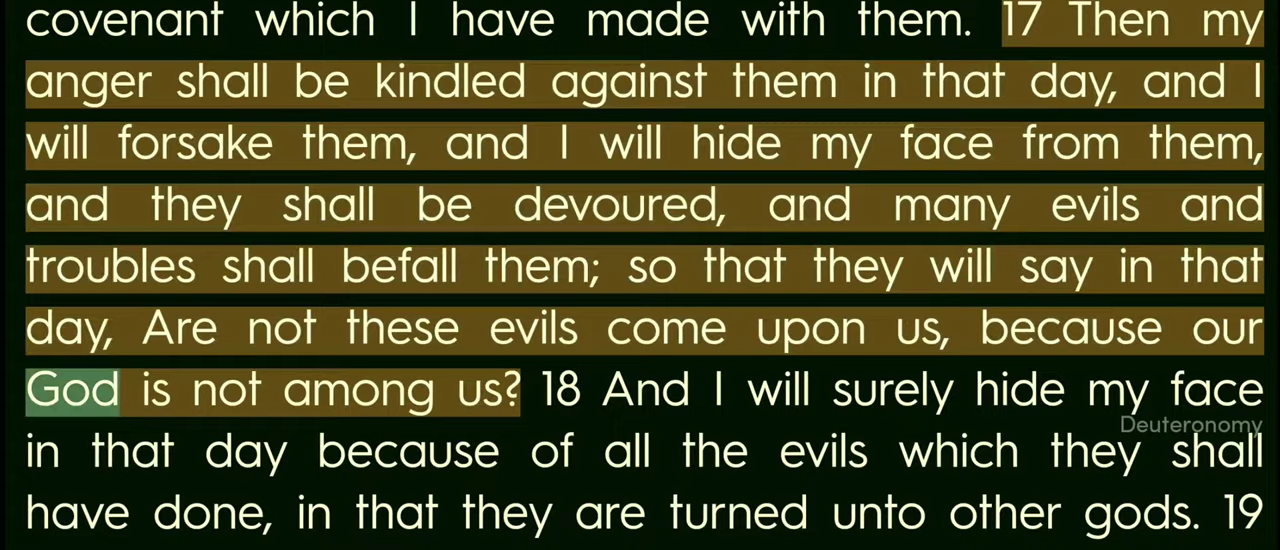 covenant which I have made with them. 17 Then my
anger shall be kindled against them in that day, and I
will forsake them, and I will hide my face from them,
and they shall be devoured, and many evils and
troubles shall befall them; so that they will say in that
day, Are not these evils come upon us, because our
God is not among us? 18 And I will surely hide my face
Deuteronomy
in that day because of all the evils which they shall
have done, in that they are turned unto other gods. 19